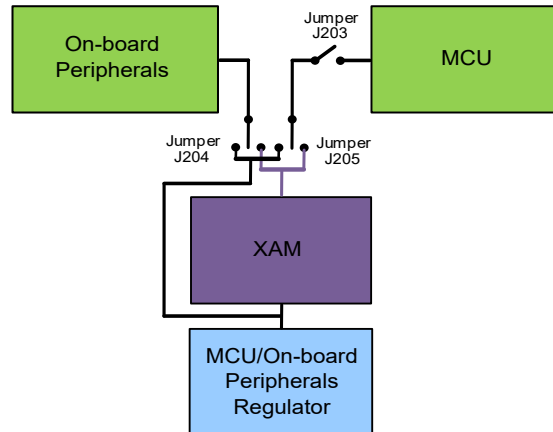 Jumper
J203
On-board
Peripherals
MCU
Jumper
J204
Jumper
J205
XAM
MCU/On-board
Peripherals
Regulator